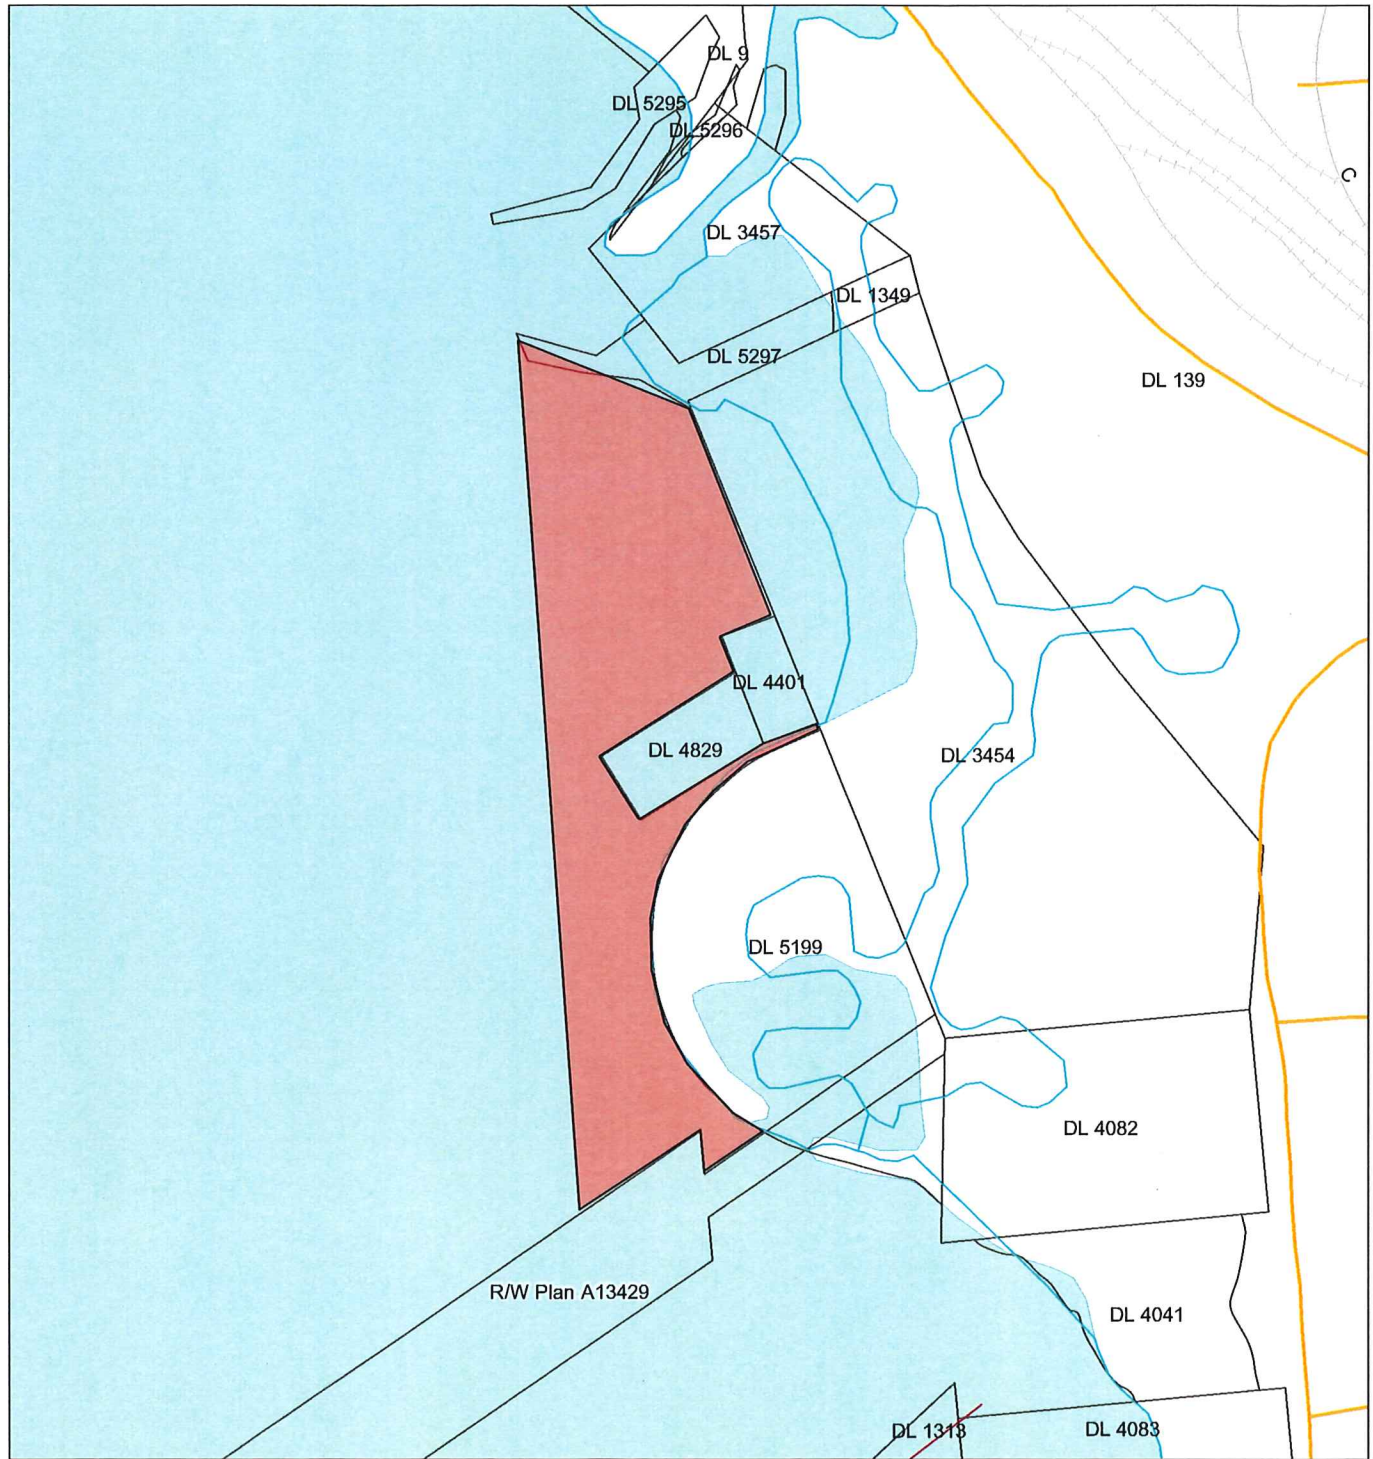 DL 9
DL 5295
DL 5296
C
DL 3457
DL 1349
DL 5297
DL 139
DL 4401
DL 4829
DL 3454
DL 5199
DL 4082
R/W Plan A13429
DL 4041
DL 1313
DL 4083